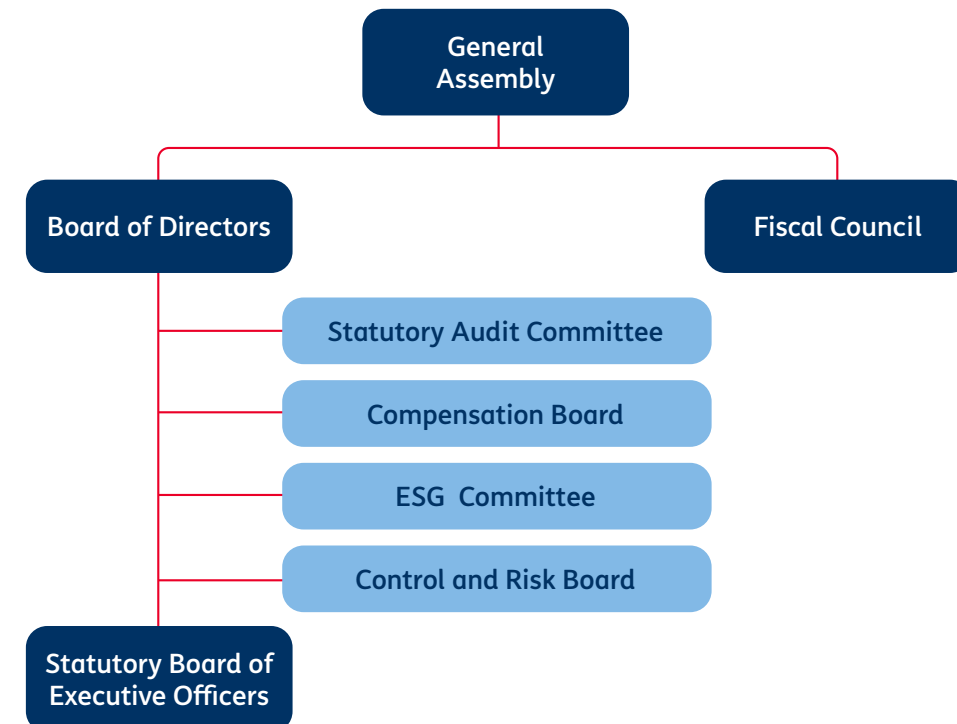 General
Assembly
Board of Directors
Fiscal Council
Statutory Audit Committee
Compensation Board
ESG Committee
Control and Risk Board
Statutory Board of
Executive Officers